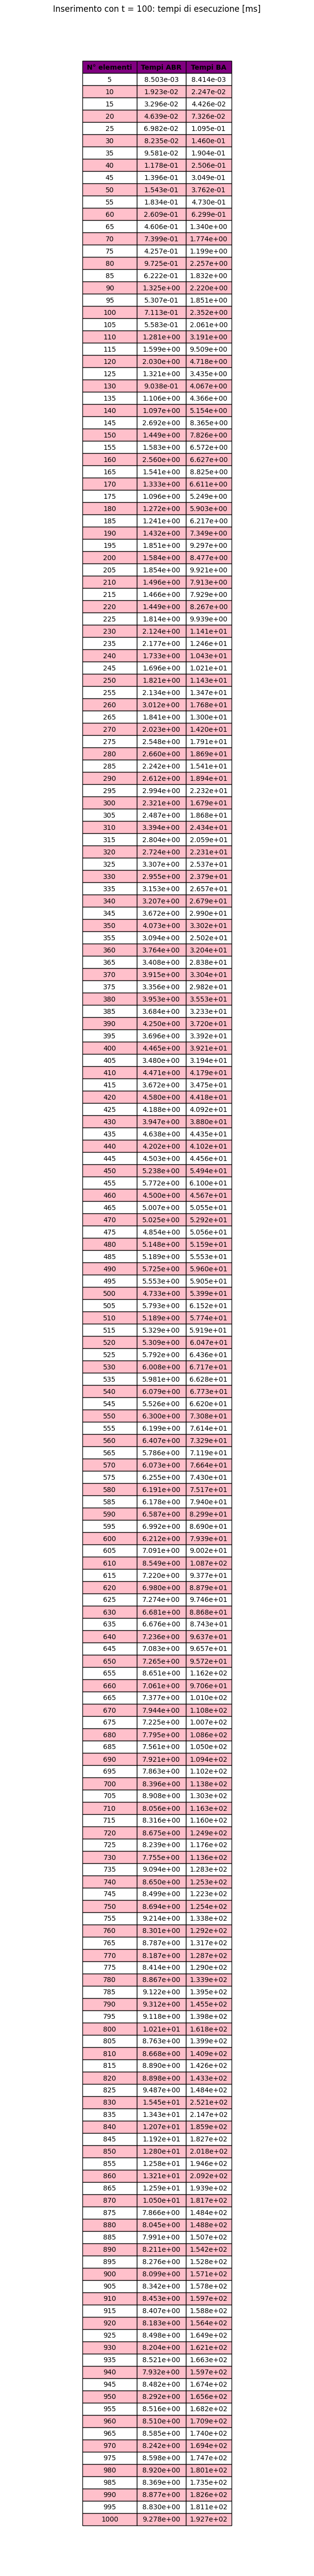 Inserimento con t = 100: tempi di esecuzione [ms]
N° elementi Tempi ABR Tempi BA
5 8.503e-03 8.414e-03
10 1.923e-02 2.247e-02
15 3.296e-02 4.426e-02
20 4.639e-02 7.326e-02
25 6.982e-02 1.095e-01
30 8.235e-02 1.460e-01
35 9.581e-02 1.904e-01
40 1.178e-01 2.506e-01
45 1.396e-01 3.049e-01
50 1.543e-01 3.762e-01
55 1.834e-01 4.730e-01
60 2.609e-01 6.299e-01
65 4.606e-01 1.340e+00
70 7.399e-01 1.774e+00
75 4.257e-01 1.199e+00
80 9.725e-01 2.257e+00
85 6.222e-01 1.832e+00
90 1.325e+00 2.220e+00
95 5.307e-01 1.851e+00
100 7.113e-01 2.352e+00
105 5.583e-01 2.061e+00
110 1.281e+00 3.191e+00
115 1.599e+00 9.509e+00
120 2.030e+00 4.718e+00
125 1.321e+00 3.435e+00
130 9.038e-01 4.067e+00
135 1.106e+00 4.366e+00
140 1.097e+00 5.154e+00
145 2.692e+00 8.365e+00
150 1.449e+00 7.826e+00
155 1.583e+00 6.572e+00
160 2.560e+00 6.627e+00
165 1.541e+00 8.825e+00
170 1.333e+00 6.611e+00
175 1.096e+00 5.249e+00
180 1.272e+00 5.903e+00
185 1.241e+00 6.217e+00
190 1.432e+00 7.349e+00
195 1.851e+00 9.297e+00
200 1.584e+00 8.477e+00
205 1.854e+00 9.921e+00
210 1.496e+00 7.913e+00
215 1.466e+00 7.929e+00
220 1.449e+00 8.267e+00
225 1.814e+00 9.939e+00
230 2.124e+00 1.141e+01
235 2.177e+00 1.246e+01
240 1.733e+00 1.043e+01
245 1.696e+00 1.021e+01
250 1.821e+00 1.143e+01
255 2.134e+00 1.347e+01
260 3.012e+00 1.768e+01
265 1.841e+00 1.300e+01
270 2.023e+00 1.420e+01
275 2.548e+00 1.791e+01
280 2.660e+00 1.869e+01
285 2.242e+00 1.541e+01
290 2.612e+00 1.894e+01
295 2.994e+00 2.232e+01
300 2.321e+00 1.679e+01
305 2.487e+00 1.868e+01
310 3.394e+00 2.434e+01
315 2.804e+00 2.059e+01
320 2.724e+00 2.231e+01
325 3.307e+00 2.537e+01
330 2.955e+00 2.379e+01
335 3.153e+00 2.657e+01
340 3.207e+00 2.679e+01
345 3.672e+00 2.990e+01
350 4.073e+00 3.302e+01
355 3.094e+00 2.502e+01
360 3.764e+00 3.204e+01
365 3.408e+00 2.838e+01
370 3.915e+00 3.304e+01
375 3.356e+00 2.982e+01
380 3.953e+00 3.553e+01
385 3.684e+00 3.233e+01
390 4.250e+00 3.720e+01
395 3.696e+00 3.392e+01
400 4.465e+00 3.921e+01
405 3.480e+00 3.194e+01
410 4.471e+00 4.179e+01
415 3.672e+00 3.475e+01
420 4.580e+00 4.418e+01
425 4.188e+00 4.092e+01
430 3.947e+00 3.880e+01
435 4.638e+00 4.435e+01
440 4.202e+00 4.102e+01
445 4.503e+00 4.456e+01
450 5.238e+00 5.494e+01
455 5.772e+00 6.100e+01
460 4.500e+00 4.567e+01
465 5.007e+00 5.055e+01
470 5.025e+00 5.292e+01
475 4.854e+00 5.056e+01
480 5.148e+00 5.159e+01
485 5.189e+00 5.553e+01
490 5.725e+00 5.960e+01
495 5.553e+00 5.905e+01
500 4.733e+00 5.399e+01
505 5.793e+00 6.152e+01
510 5.189e+00 5.774e+01
515 5.329e+00 5.919e+01
520 5.309e+00 6.047e+01
525 5.792e+00 6.436e+01
530 6.008e+00 6.717e+01
535 5.981e+00 6.628e+01
540 6.079e+00 6.773e+01
545 5.526e+00 6.620e+01
550 6.300e+00 7.308e+01
555 6.199e+00 7.614e+01
560 6.407e+00 7.329e+01
565 5.786e+00 7.119e+01
570 6.073e+00 7.664e+01
575 6.255e+00 7.430e+01
580 6.191e+00 7.517e+01
585 6.178e+00 7.940e+01
590 6.587e+00 8.299e+01
595 6.992e+00 8.690e+01
600 6.212e+00 7.939e+01
605 7.091e+00 9.002e+01
610 8.549e+00 1.087e+02
615 7.220e+00 9.377e+01
620 6.980e+00 8.879e+01
625 7.274e+00 9.746e+01
630 6.681e+00 8.868e+01
635 6.676e+00 8.743e+01
640 7.236e+00 9.637e+01
645 7.083e+00 9.657e+01
650 7.265e+00 9.572e+01
655 8.651e+00 1.162e+02
660 7.061e+00 9.706e+01
665 7.377e+00 1.010e+02
670 7.944e+00 1.108e+02
675 7.225e+00 1.007e+02
680 7.795e+00 1.086e+02
685 7.561e+00 1.050e+02
690 7.921e+00 1.094e+02
695 7.863e+00 1.102e+02
700 8.396e+00 1.138e+02
705 8.908e+00 1.303e+02
710 8.056e+00 1.163e+02
715 8.316e+00 1.160e+02
720 8.675e+00 1.249e+02
725 8.239e+00 1.176e+02
730 7.755e+00 1.136e+02
735 9.094e+00 1.283e+02
740 8.650e+00 1.253e+02
745 8.499e+00 1.223e+02
750 8.694e+00 1.254e+02
755 9.214e+00 1.338e+02
760 8.301e+00 1.292e+02
765 8.787e+00 1.317e+02
770 8.187e+00 1.287e+02
775 8.414e+00 1.290e+02
780 8.867e+00 1.339e+02
785 9.122e+00 1.395e+02
790 9.312e+00 1.455e+02
795 9.118e+00 1.398e+02
800 1.021e+01 1.618e+02
805 8.763e+00 1.399e+02
810 8.668e+00 1.409e+02
815 8.890e+00 1.426e+02
820 8.898e+00 1.433e+02
825 9.487e+00 1.484e+02
830 1.545e+01 2.521e+02
835 1.343e+01 2.147e+02
840 1.207e+01 1.859e+02
845 1.192e+01 1.827e+02
850 1.280e+01 2.018e+02
855 1.258e+01 1.946e+02
860 1.321e+01 2.092e+02
865 1.259e+01 1.939e+02
870 1.050e+01 1.817e+02
875 7.866e+00 1.484e+02
880 8.045e+00 1.488e+02
885 7.991e+00 1.507e+02
890 8.211e+00 1.542e+02
895 8.276e+00 1.528e+02
900 8.099e+00 1.571e+02
905 8.342e+00 1.578e+02
910 8.453e+00 1.597e+02
915 8.407e+00 1.588e+02
920 8.183e+00 1.564e+02
925 8.498e+00 1.649e+02
930 8.204e+00 1.621e+02
935 8.521e+00 1.663e+02
940 7.932e+00 1.597e+02
945 8.482e+00 1.674e+02
950 8.292e+00 1.656e+02
955 8.516e+00 1.682e+02
960 8.510e+00 1.709e+02
965 8.585e+00 1.740e+02
970 8.242e+00 1.694e+02
975 8.598e+00 1.747e+02
980 8.920e+00 1.801e+02
985 8.369e+00 1.735e+02
990 8.877e+00 1.826e+02
995 8.830e+00 1.811e+02
1000 9.278e+00 1.927e+02